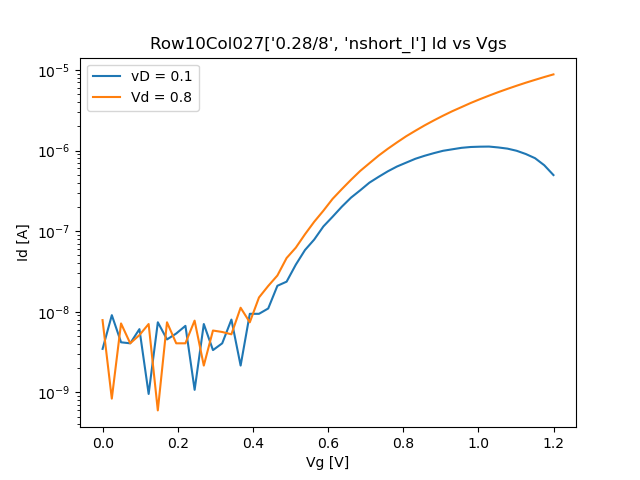 Row10Col027['0.28/8', 'nshort_l'] Id vs Vgs
vD = 0.1
Vd = 0.8
Id [A]
10⁻⁵
10⁻⁶
10⁻⁷
10⁻⁸
10⁻⁹
0.0 0.2 0.4 0.6 0.8 1.0 1.2
Vg [V]